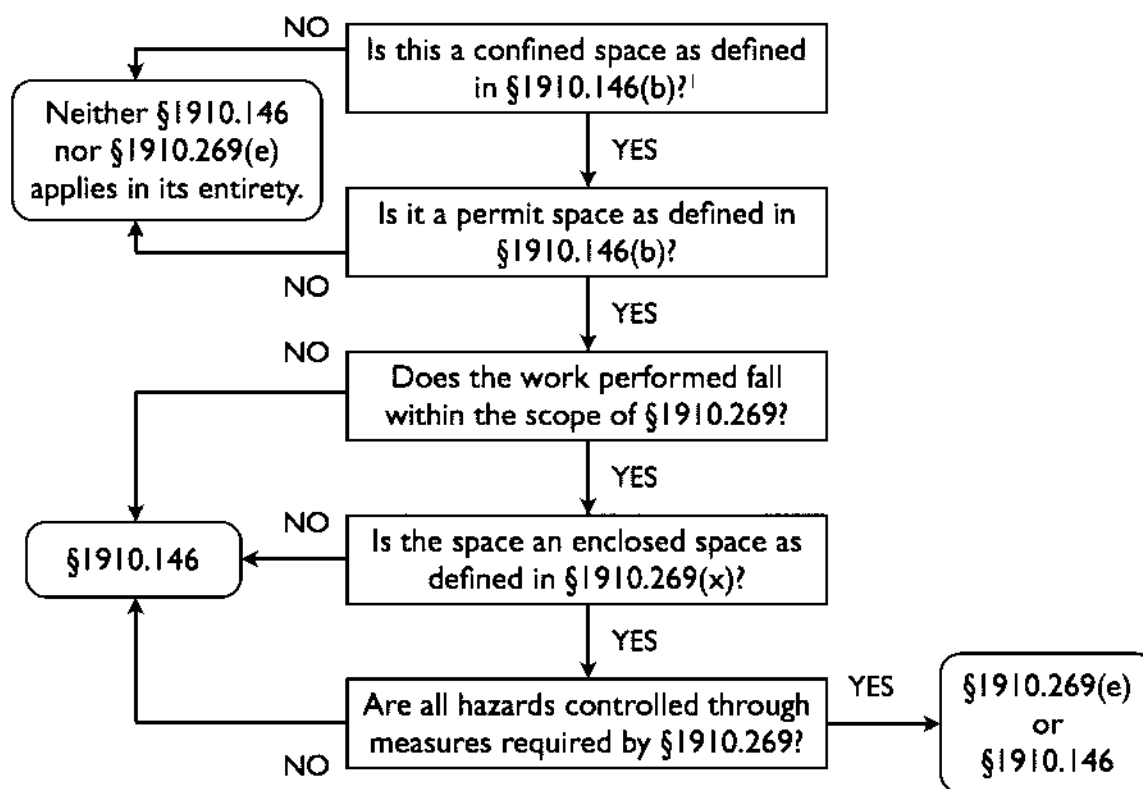 NO
Is this a confined space as defined
in §1910.146(b)?¹
Neither §1910.146
nor §1910.269(e)
applies in its entirety.
YES
Is it a permit space as defined in
§1910.146(b)?
NO
YES
NO
Does the work performed fall
within the scope of §1910.269?
YES
NO
Is the space an enclosed space as
defined in §1910.269(x)?
§1910.146
YES
Are all hazards controlled through
measures required by §1910.269?
YES
§1910.269(e)
or
§1910.146
NO